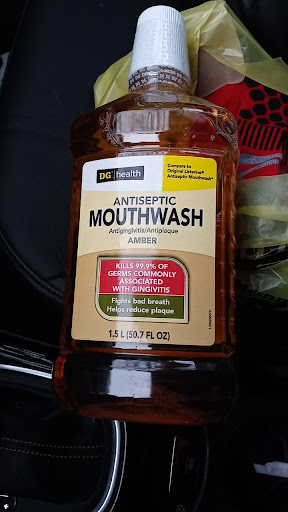 DG health
Compare to
Original Listerine®
Antiseptic Mouthwash*
ANTISEPTIC
MOUTHWASH
Antigingivitis/Antiplaque
AMBER
KILLS 99.9% OF
GERMS COMMONLY
ASSOCIATED
WITH GINGIVITIS
Fights bad breath
Helps reduce plaque
1.5 L (50.7 FL OZ)